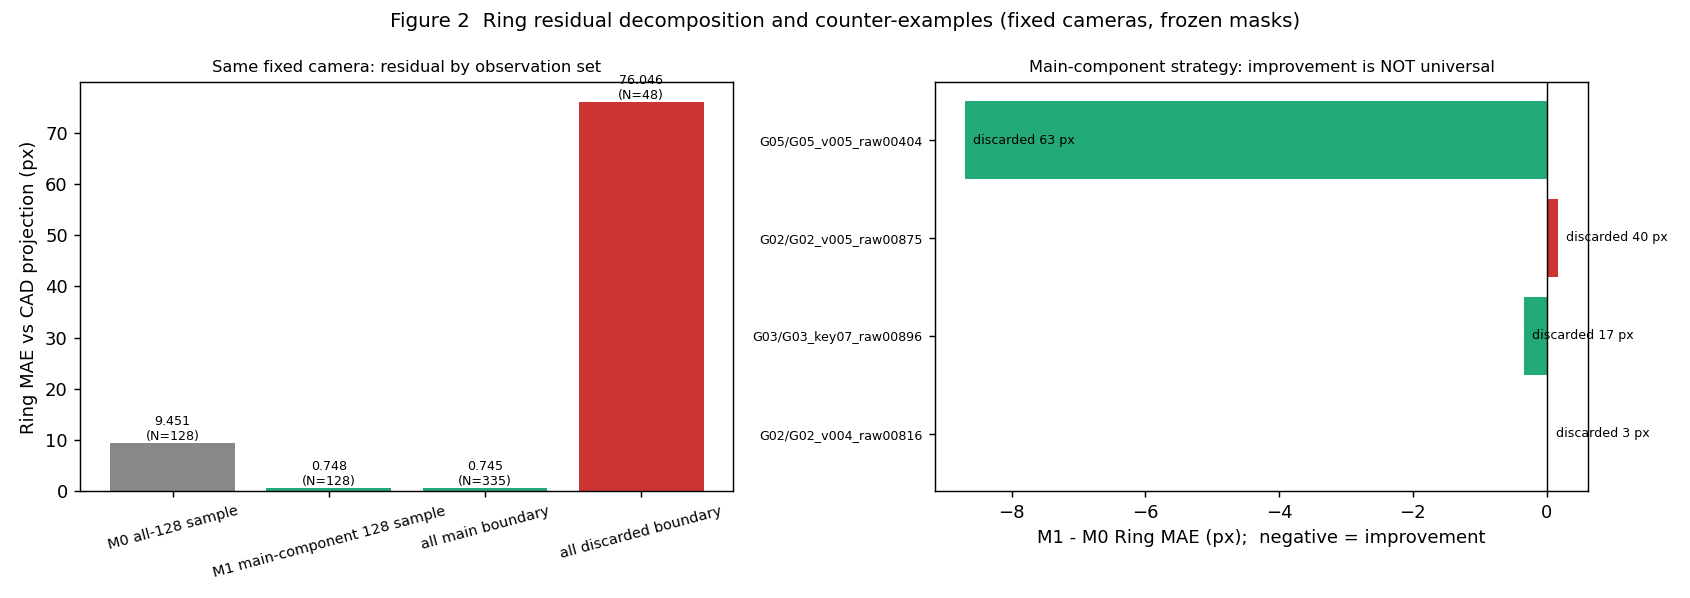 Figure 2  Ring residual decomposition and counter-examples (fixed cameras, frozen masks)
Same fixed camera: residual by observation set
Ring MAE vs CAD projection (px)
70
60
50
40
30
20
10
0
9.451
(N=128)
0.748
(N=128)
0.745
(N=335)
76.046
(N=48)
M0 all-128 sample
M1 main-component 128 sample
all main boundary
all discarded boundary
Main-component strategy: improvement is NOT universal
G05/G05_v005_raw00404
discarded 63 px
G02/G02_v005_raw00875
discarded 40 px
G03/G03_key07_raw00896
discarded 17 px
G02/G02_v004_raw00816
discarded 3 px
−8
−6
−4
−2
0
M1 - M0 Ring MAE (px);  negative = improvement